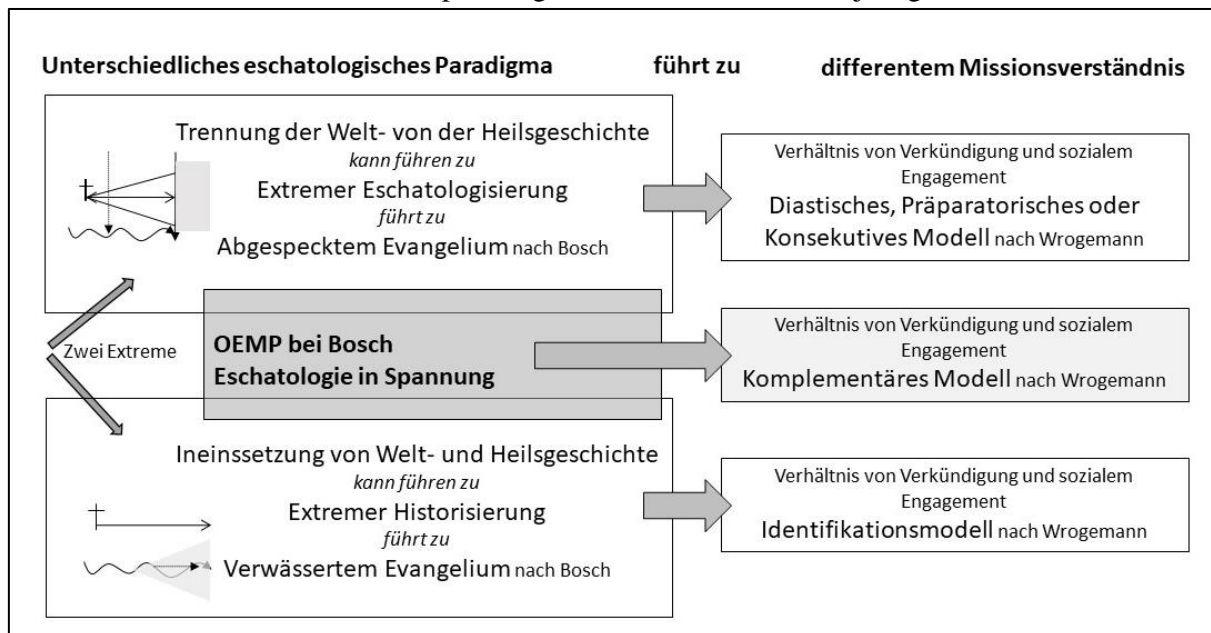 Unterschiedliches eschatologisches Paradigma führt zu differentem Missionsverständnis
Trennung der Welt- von der Heilsgeschichte
kann führen zu
Extremer Eschatologisierung
führt zu
Abgespecktem Evangelium nach Bosch
Verhältnis von Verkündigung und sozialem
Engagement
Diastisches, Präparatorisches oder
Konsekutives Modell nach Wrogemann
Zwei Extreme
OEMP bei Bosch
Eschatologie in Spannung
Verhältnis von Verkündigung und sozialem
Engagement
Komplementäres Modell nach Wrogemann
Ineinssetzung von Welt- und Heilsgeschichte
kann führen zu
Extremer Historisierung
führt zu
Verwässertem Evangelium nach Bosch
Verhältnis von Verkündigung und sozialem
Engagement
Identifikationsmodell nach Wrogemann